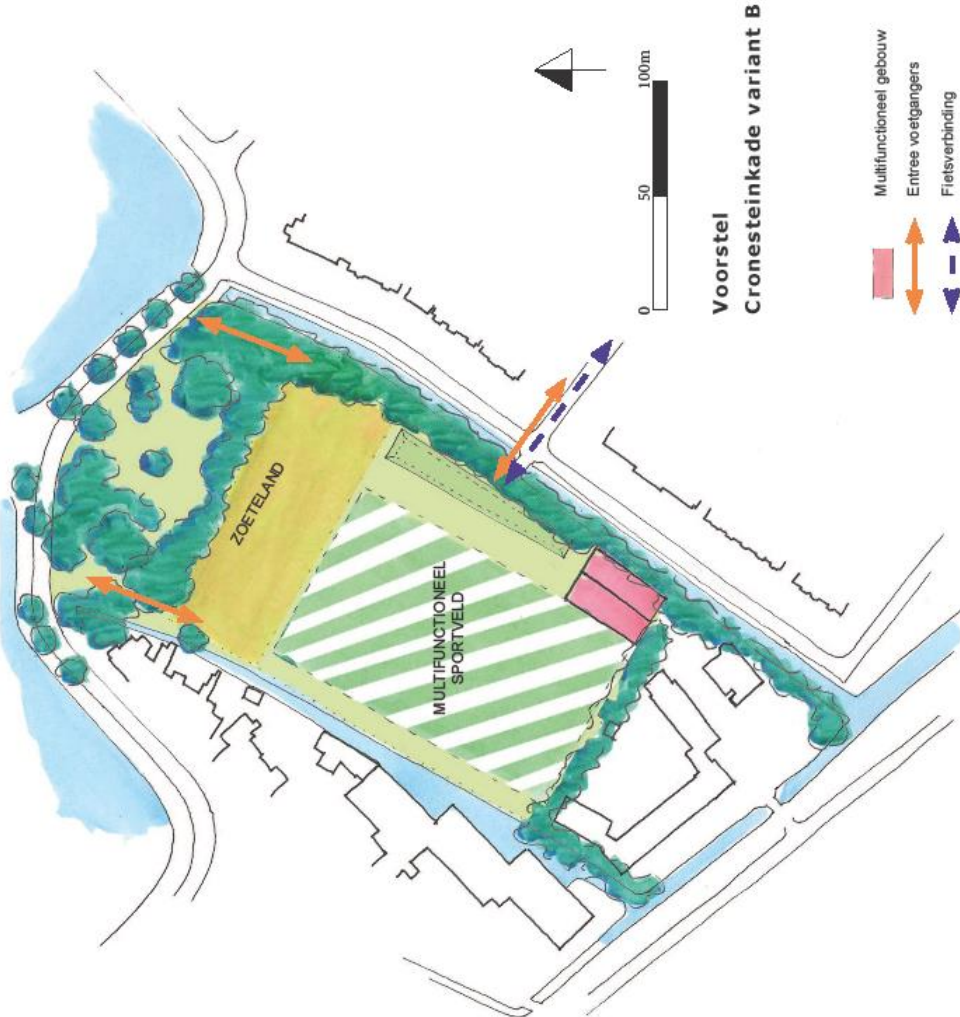 ZOETELAND
MULTIFUNCTIONEEL
SPORTVELD
0 50 100m
Voorstel
Cronesteinkade variant B
Multifunctioneel gebouw
Entree voetgangers
Fietsverbinding